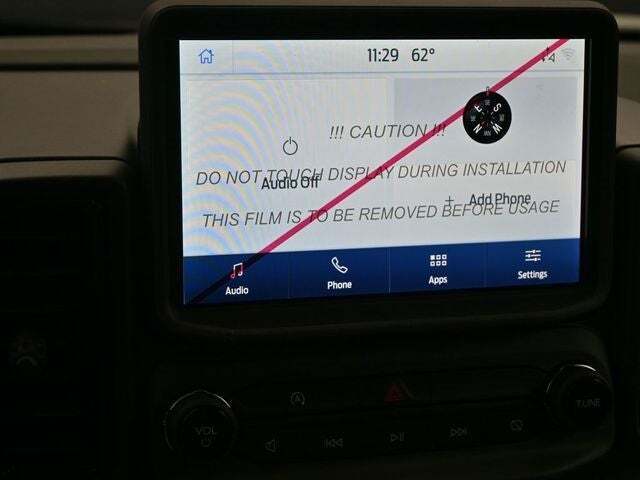 11:29 62°
!!! CAUTION !!!
DO NOT TOUCH DISPLAY DURING INSTALLATION
Audio Off
+ Add Phone
THIS FILM IS TO BE REMOVED BEFORE USAGE
Audio Phone Apps Settings
VOL
TUNE